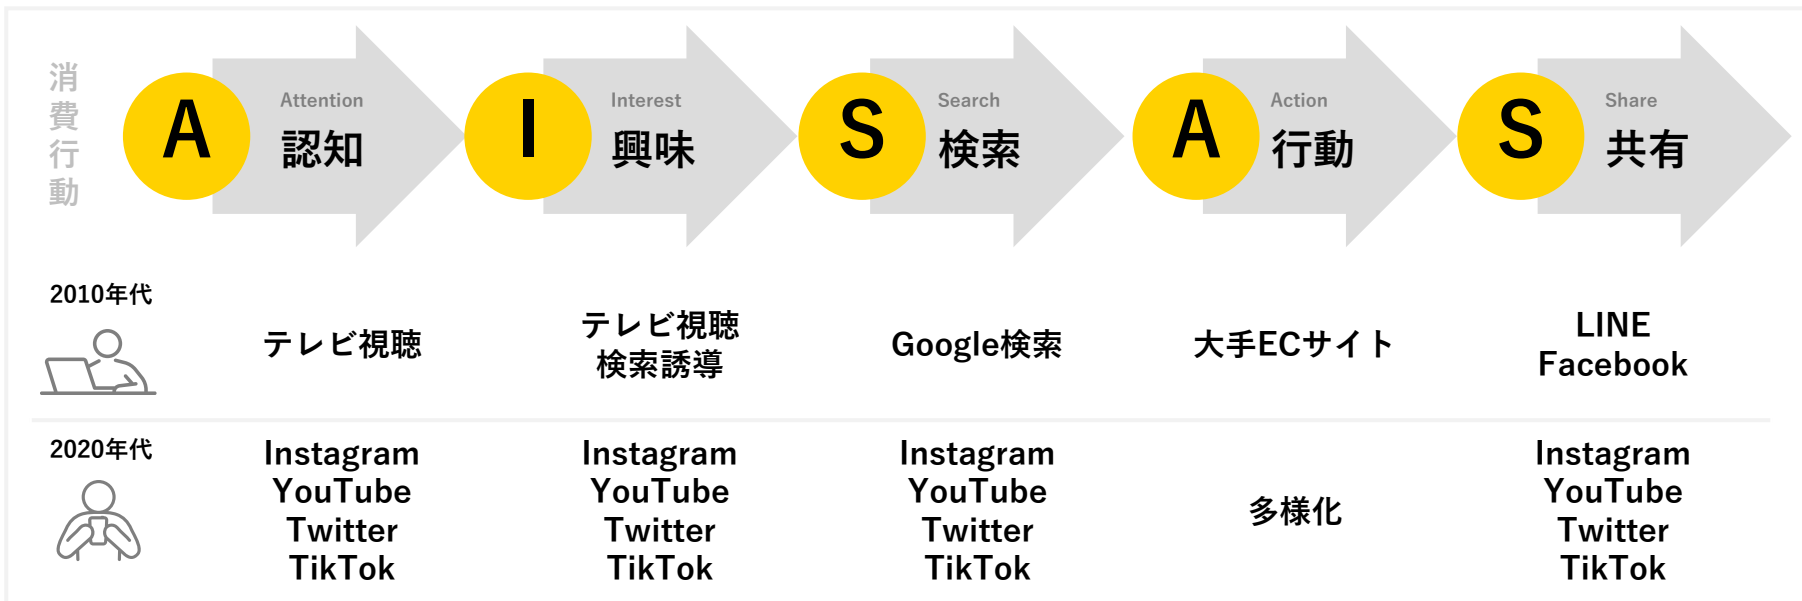 消費行動
A
Attention
認知
I
Interest
興味
S
Search
検索
A
Action
行動
S
Share
共有
2010年代
テレビ視聴
テレビ視聴
検索誘導
Google検索
大手ECサイト
LINE
Facebook
2020年代
Instagram
YouTube
Twitter
TikTok
Instagram
YouTube
Twitter
TikTok
Instagram
YouTube
Twitter
TikTok
多様化
Instagram
YouTube
Twitter
TikTok